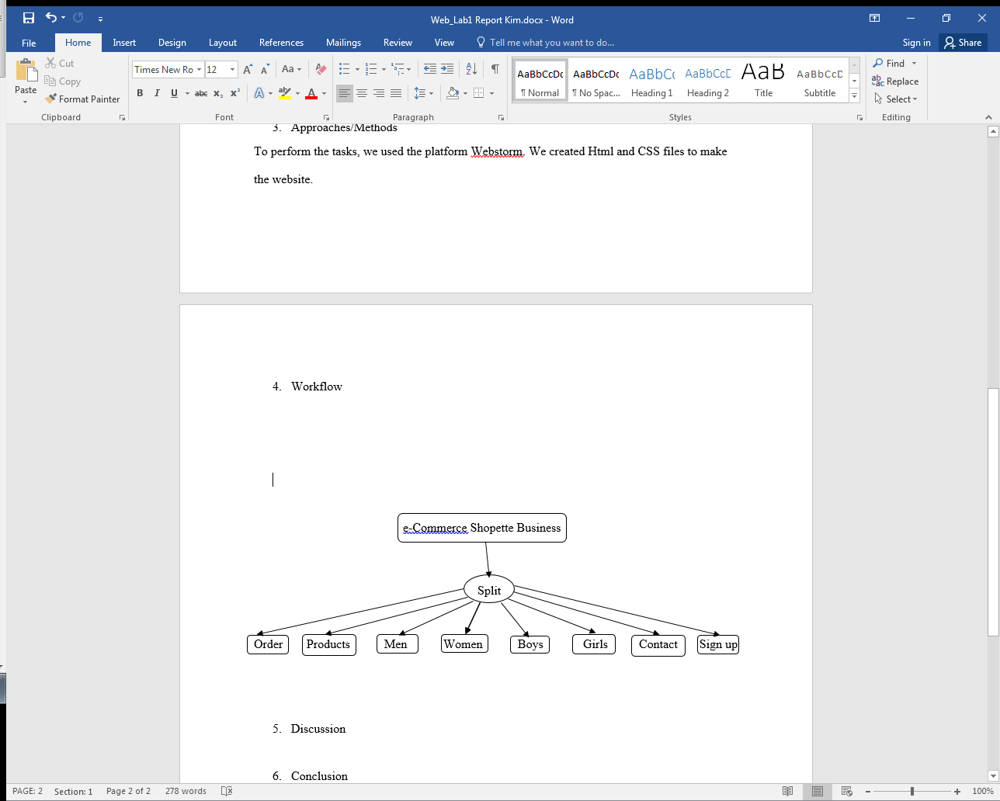 Web_Lab1 Report Kim.docx - Word
File Home Insert Design Layout References Mailings Review View Tell me what you want to do... Sign in Share
Paste
Cut
Copy
Format Painter
Clipboard
Times New Ro 12
Aa
B I U abc x₂ x²
A A
Font
Paragraph
AaBbCcDc AaBbCcDc AaBbCc AaBbCcD AaB AaBbCcD
¶ Normal ¶ No Spac... Heading 1 Heading 2 Title Subtitle
Styles
Find
Replace
Select
Editing
3. Approaches/Methods
To perform the tasks, we used the platform Webstorm. We created Html and CSS files to make
the website.
4. Workflow
e-Commerce Shopette Business
Split
Order Products Men Women Boys Girls Contact Sign up
5. Discussion
6. Conclusion
PAGE: 2 Section: 1 Page 2 of 2 278 words 100%